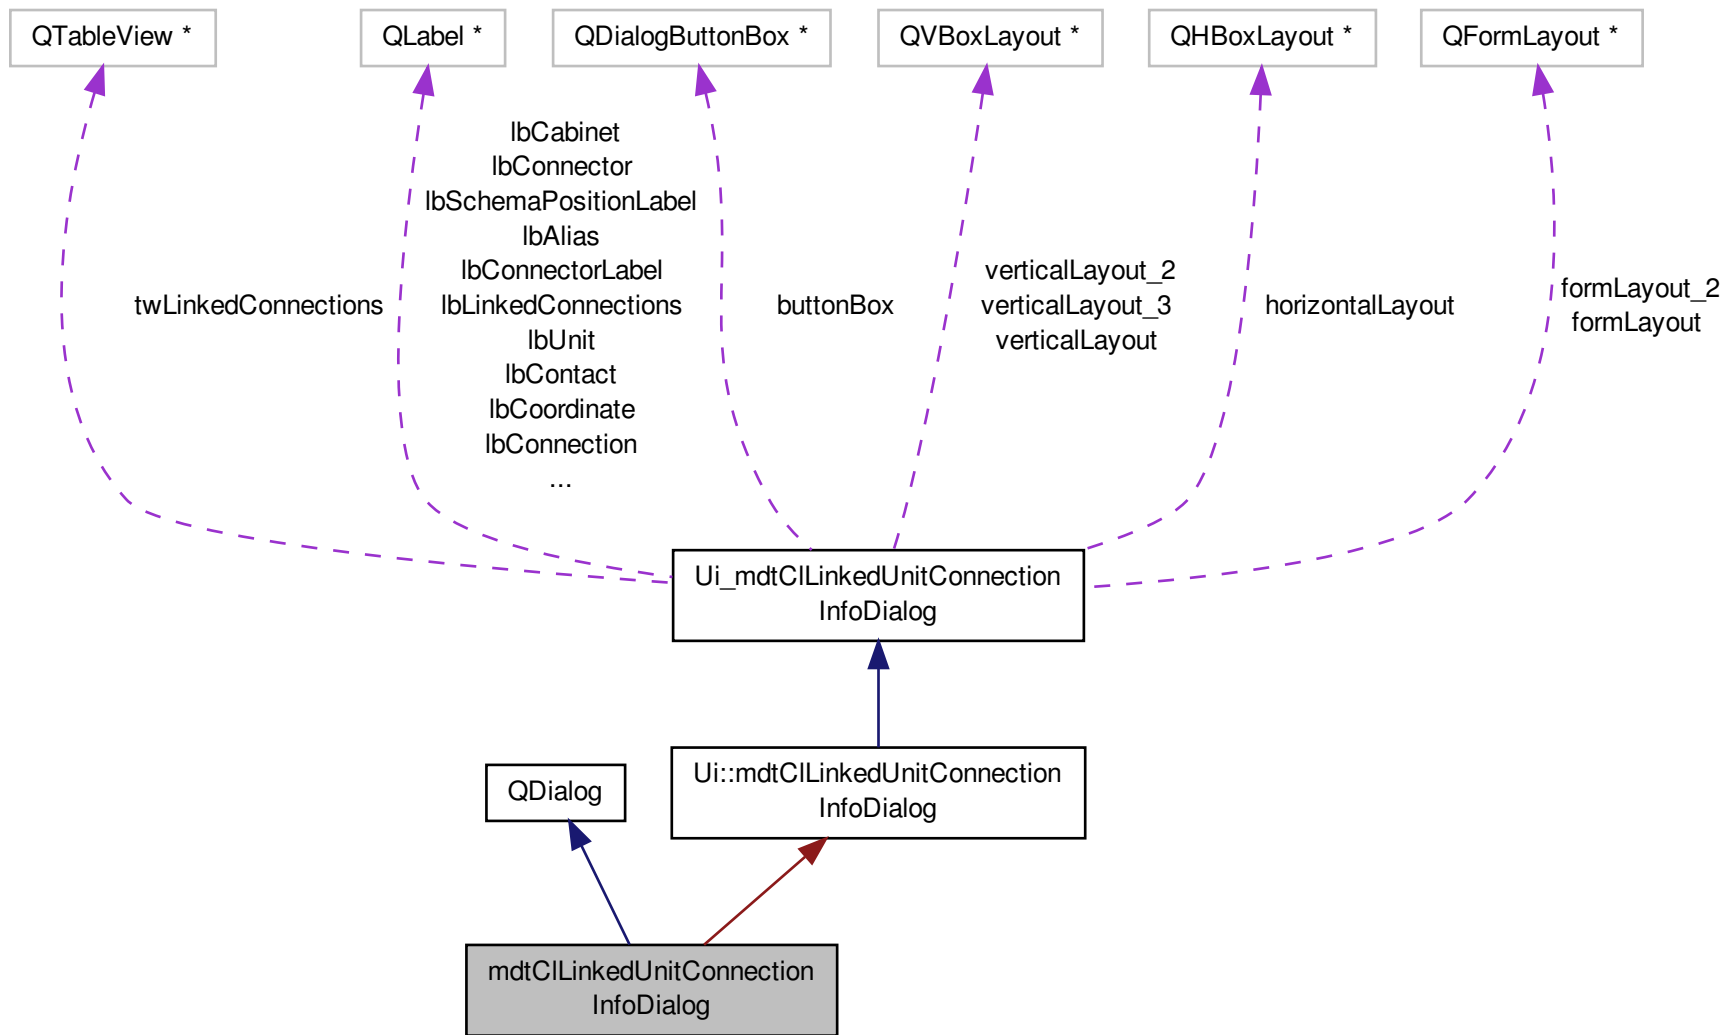 QTableView *
QLabel *
QDialogButtonBox *
QVBoxLayout *
QHBoxLayout *
QFormLayout *
twLinkedConnections
lbCabinet
lbConnector
lbSchemaPositionLabel
lbAlias
lbConnectorLabel
lbLinkedConnections
lbUnit
lbContact
lbCoordinate
lbConnection
...
buttonBox
verticalLayout_2
verticalLayout_3
verticalLayout
horizontalLayout
formLayout_2
formLayout
Ui_mdtClLinkedUnitConnection
InfoDialog
QDialog
Ui::mdtClLinkedUnitConnection
InfoDialog
mdtClLinkedUnitConnection
InfoDialog